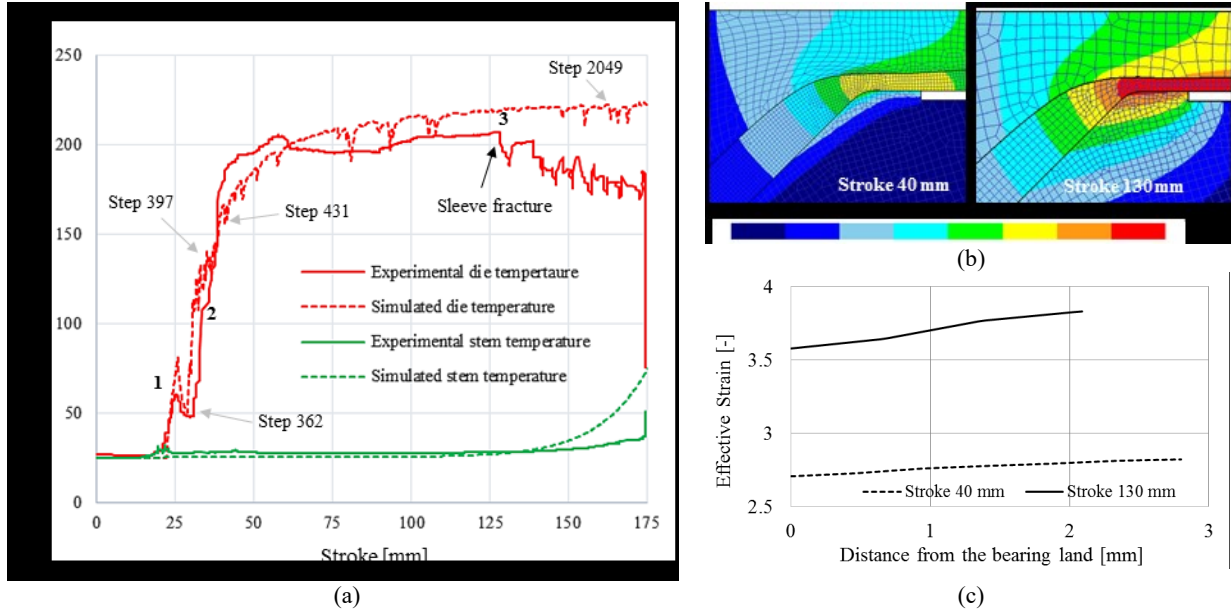 250
200
150
100
50
0
0 25 50 75 100 125 150 175
Stroke [mm]
Step 2049
3
Step 397
Sleeve fracture
Step 431
2
1
Step 362
Experimental die tempertaure
Simulated die temperature
Experimental stem temperature
Simulated stem temperature
(a)
Stroke 40 mm
Stroke 130 mm
(b)
4
3.5
3
2.5
Effective Strain [-]
Stroke 40 mm
Stroke 130 mm
0 1 2 3
Distance from the bearing land [mm]
(c)